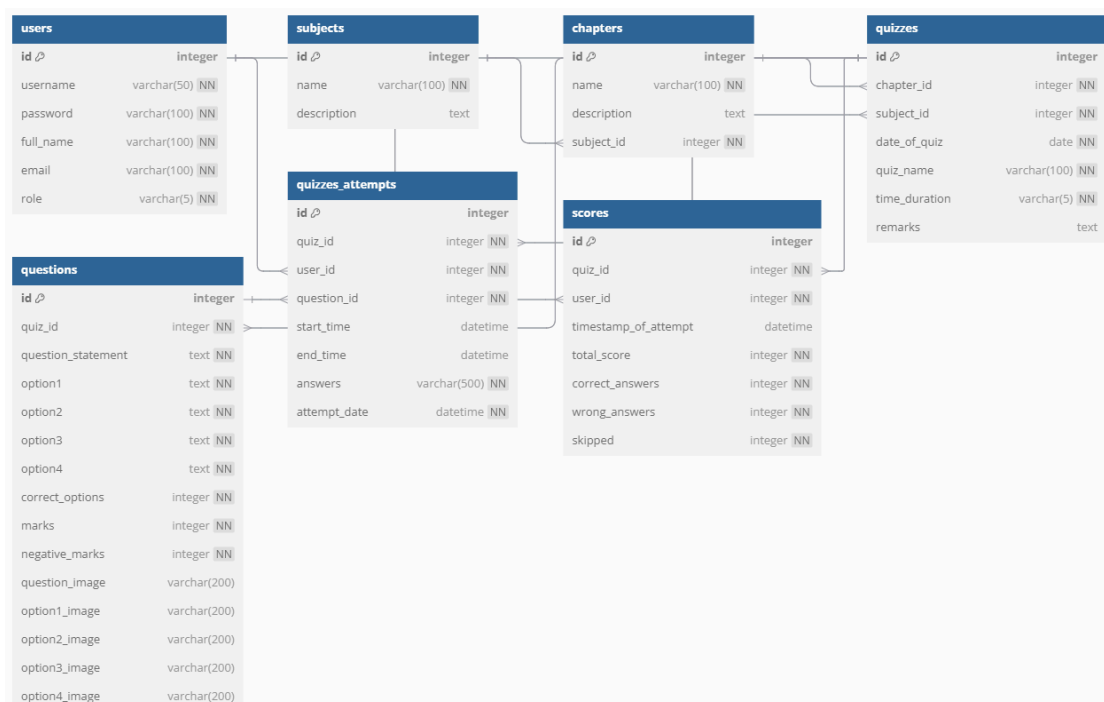 users
id integer
username varchar(50) NN
password varchar(100) NN
full_name varchar(100) NN
email varchar(100) NN
role varchar(5) NN
subjects
id integer
name varchar(100) NN
description text
chapters
id integer
name varchar(100) NN
description text
subject_id integer NN
quizzes
id integer
chapter_id integer NN
subject_id integer NN
date_of_quiz date NN
quiz_name varchar(100) NN
time_duration varchar(5) NN
remarks text
quizzes_attempts
id integer
quiz_id integer NN
user_id integer NN
question_id integer NN
start_time datetime
end_time datetime
answers varchar(500) NN
attempt_date datetime NN
scores
id integer
quiz_id integer NN
user_id integer NN
timestamp_of_attempt datetime
total_score integer NN
correct_answers integer NN
wrong_answers integer NN
skipped integer NN
questions
id integer
quiz_id integer NN
question_statement text NN
option1 text NN
option2 text NN
option3 text NN
option4 text NN
correct_options integer NN
marks integer NN
negative_marks integer NN
question_image varchar(200)
option1_image varchar(200)
option2_image varchar(200)
option3_image varchar(200)
option4_image varchar(200)